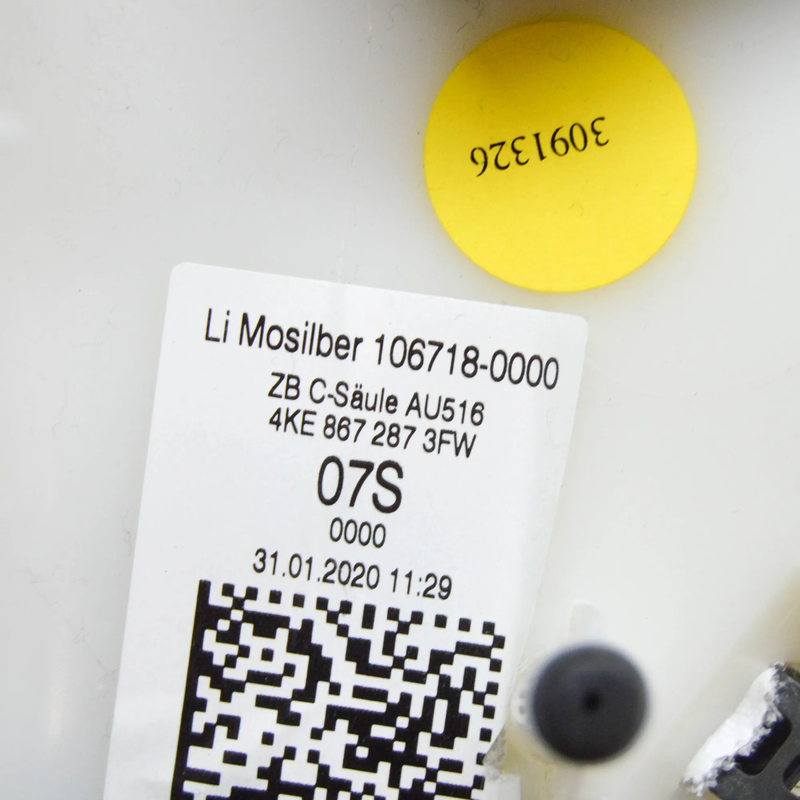 3091326
Li Mosilber 106718-0000
ZB C-Säule AU516
4KE 867 287 3FW
07S
0000
31.01.2020 11:29